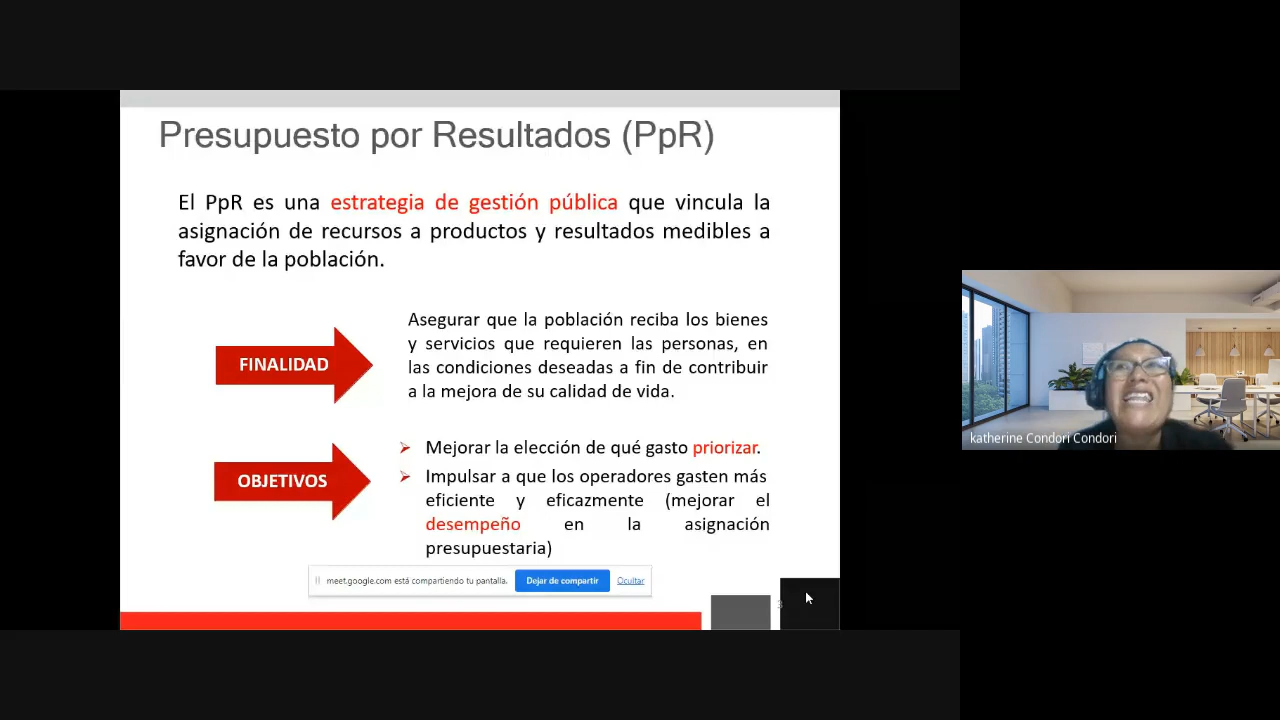 Presupuesto por Resultados (PpR)
El PpR es una estrategia de gestión pública que vincula la
asignación de recursos a productos y resultados medibles a
favor de la población.
FINALIDAD
Asegurar que la población reciba los bienes
y servicios que requieren las personas, en
las condiciones deseadas a fin de contribuir
a la mejora de su calidad de vida.
OBJETIVOS
Mejorar la elección de qué gasto priorizar.
Impulsar a que los operadores gasten más
eficiente y eficazmente (mejorar el
desempeño en la asignación
presupuestaria)
meet.google.com está compartiendo tu pantalla.
Dejar de compartir
Ocultar
katherine Condori Condori